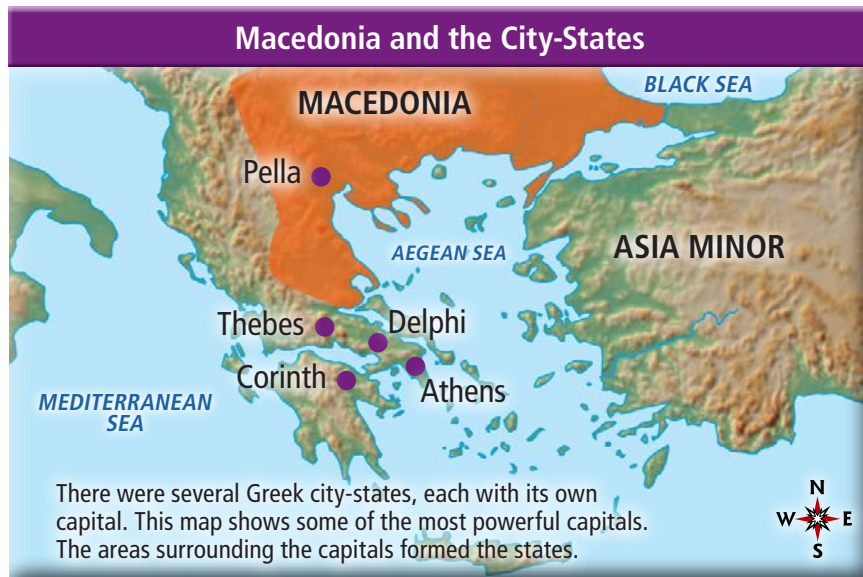 Macedonia and the City-States
BLACK SEA
MACEDONIA
Pella
AEGEAN SEA
ASIA MINOR
Thebes
Delphi
Corinth
Athens
MEDITERRANEAN
SEA
There were several Greek city-states, each with its own
capital. This map shows some of the most powerful capitals.
The areas surrounding the capitals formed the states.
N
W E
S